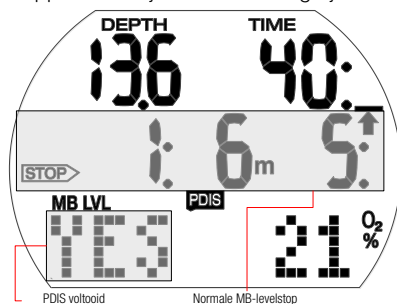 DEPTH TIME
13.6 40:
STOP 1: 6m 5:
MB LVL PDIS
YES 21 O₂ %
PDIS voltooid Normale MB-levelstop